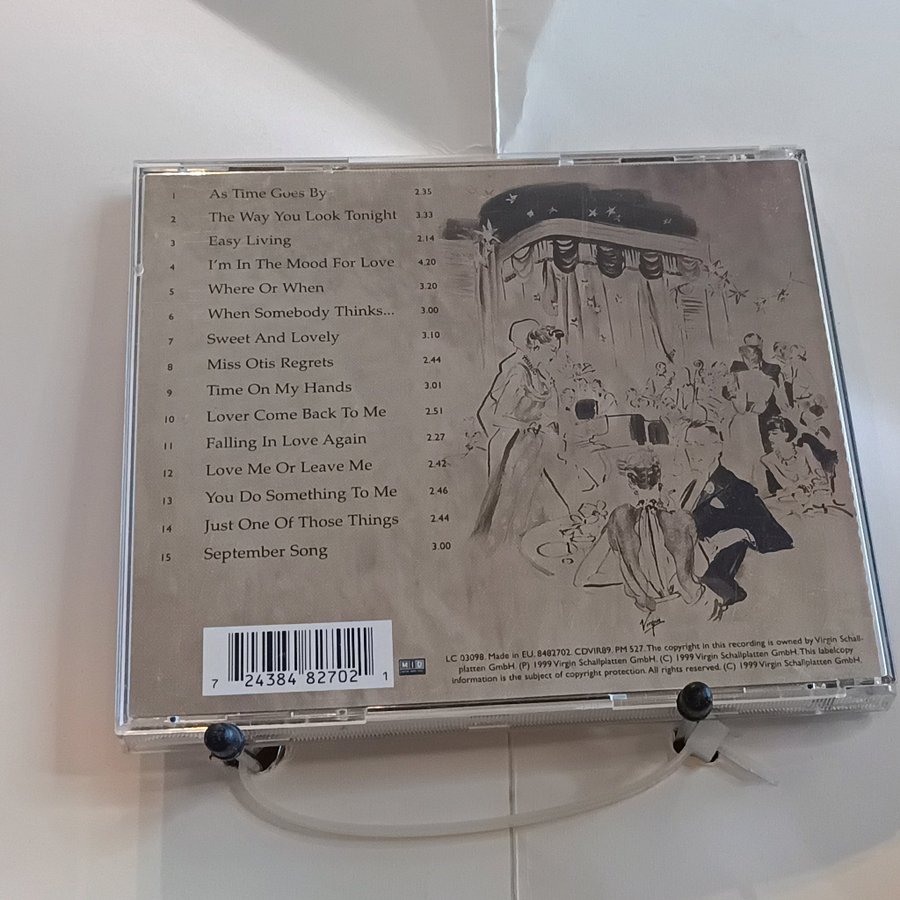 1 As Time Goes By 2.35
2 The Way You Look Tonight 3.33
3 Easy Living 2.14
4 I'm In The Mood For Love 4.20
5 Where Or When 3.20
6 When Somebody Thinks... 3.00
7 Sweet And Lovely 3.10
8 Miss Otis Regrets 2.44
9 Time On My Hands 3.01
10 Lover Come Back To Me 2.51
11 Falling In Love Again 2.27
12 Love Me Or Leave Me 2.42
13 You Do Something To Me 2.46
14 Just One Of Those Things 2.44
15 September Song 3.00
Virgin
7 24384 82702 1
MID
LC 03098. Made in EU. 8482702. CDVIR89. PM 527. The copyright in this recording is owned by Virgin Schall-
platten GmbH. (P) 1999 Virgin Schallplatten GmbH. (C) 1999 Virgin Schallplatten GmbH. This labelcopy
information is the subject of copyright protection. All rights reserved. (C) 1999 Virgin Schallplatten GmbH.